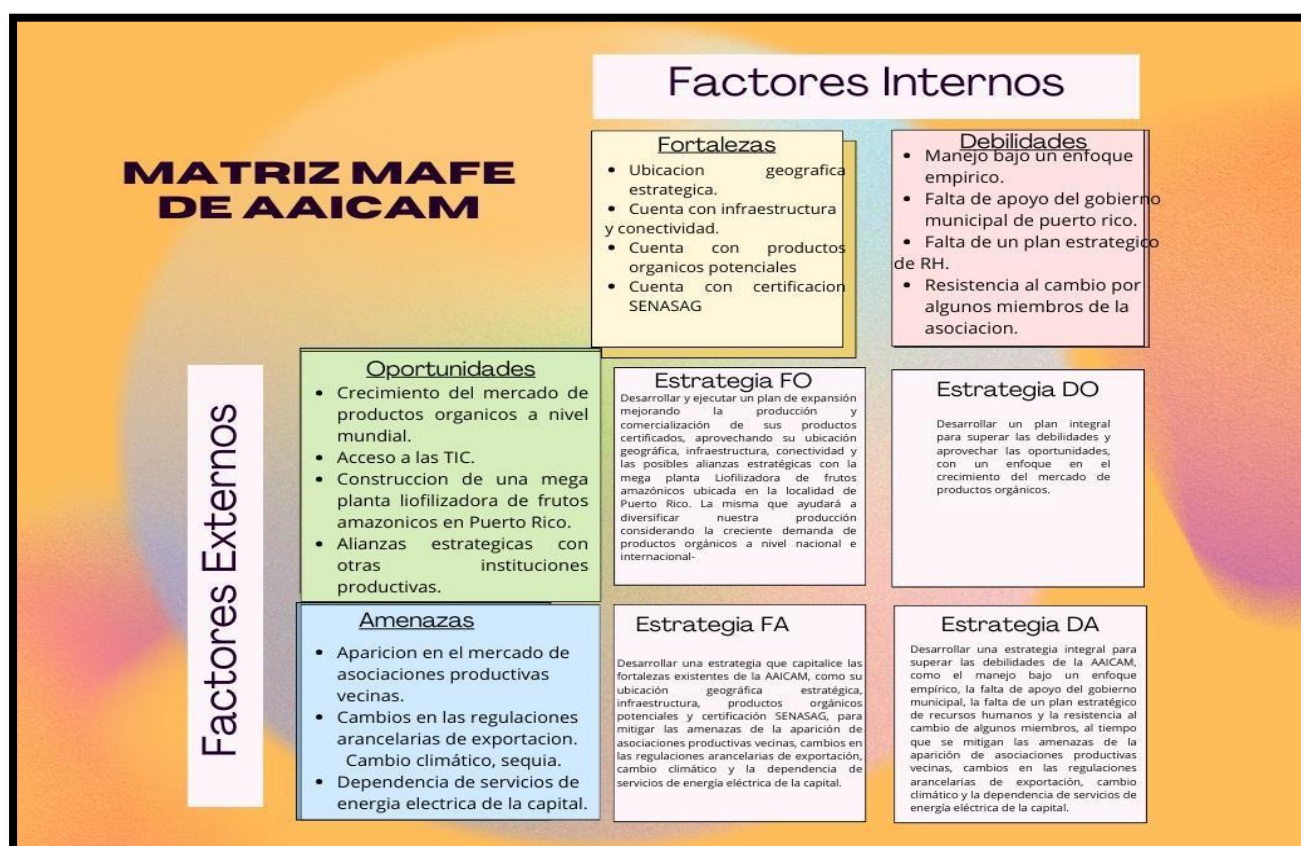 Factores Internos
MATRIZ MAFE
DE AAICAM
Fortalezas
• Ubicacion geografica
estrategica.
• Cuenta con infraestructura
y conectividad.
• Cuenta con productos
organicos potenciales
• Cuenta con certificacion
SENASAG
Debilidades
• Manejo bajo un enfoque
empírico.
• Falta de apoyo del gobierno
municipal de puerto rico.
• Falta de un plan estrategico
de RH.
• Resistencia al cambio por
algunos miembros de la
asociacion.
Factores Externos
Oportunidades
• Crecimiento del mercado de
productos organicos a nivel
mundial.
• Acceso a las TIC.
• Construccion de una mega
planta liofilizadora de frutos
amazonicos en Puerto Rico.
• Alianzas estrategicas con
otras instituciones
productivas.
Estrategia FO
Desarrollar y ejecutar un plan de expansión
mejorando la producción y
comercialización de sus productos
certificados, aprovechando su ubicación
geográfica, infraestructura, conectividad y
las posibles alianzas estratégicas con la
mega planta Liofilizadora de frutos
amazónicos ubicada en la localidad de
Puerto Rico. La misma que ayudará a
diversificar nuestra producción
considerando la creciente demanda de
productos orgánicos a nivel nacional e
internacional-
Estrategia DO
Desarrollar un plan integral
para superar las debilidades y
aprovechar las oportunidades,
con un enfoque en el
crecimiento del mercado de
productos orgánicos.
Amenazas
• Aparicion en el mercado de
asociaciones productivas
vecinas.
• Cambios en las regulaciones
arancelarias de exportacion.
Cambio climático, sequia.
• Dependencia de servicios de
energia electrica de la capital.
Estrategia FA
Desarrollar una estrategia que capitalice las
fortalezas existentes de la AAICAM, como su
ubicación geográfica estratégica,
infraestructura, productos orgánicos
potenciales y certificación SENASAG, para
mitigar las amenazas de la aparición de
asociaciones productivas vecinas, cambios en
las regulaciones arancelarias de exportación,
cambio climático y la dependencia de
servicios de energía eléctrica de la capital.
Estrategia DA
Desarrollar una estrategia integral para
superar las debilidades de la AAICAM,
como el manejo bajo un enfoque
empírico, la falta de apoyo del gobierno
municipal, la falta de un plan estratégico
de recursos humanos y la resistencia al
cambio de algunos miembros, al tiempo
que se mitigan las amenazas de la
aparición de asociaciones productivas
vecinas, cambios en las regulaciones
arancelarias de exportación, cambio
climático y la dependencia de servicios de
energía eléctrica de la capital.